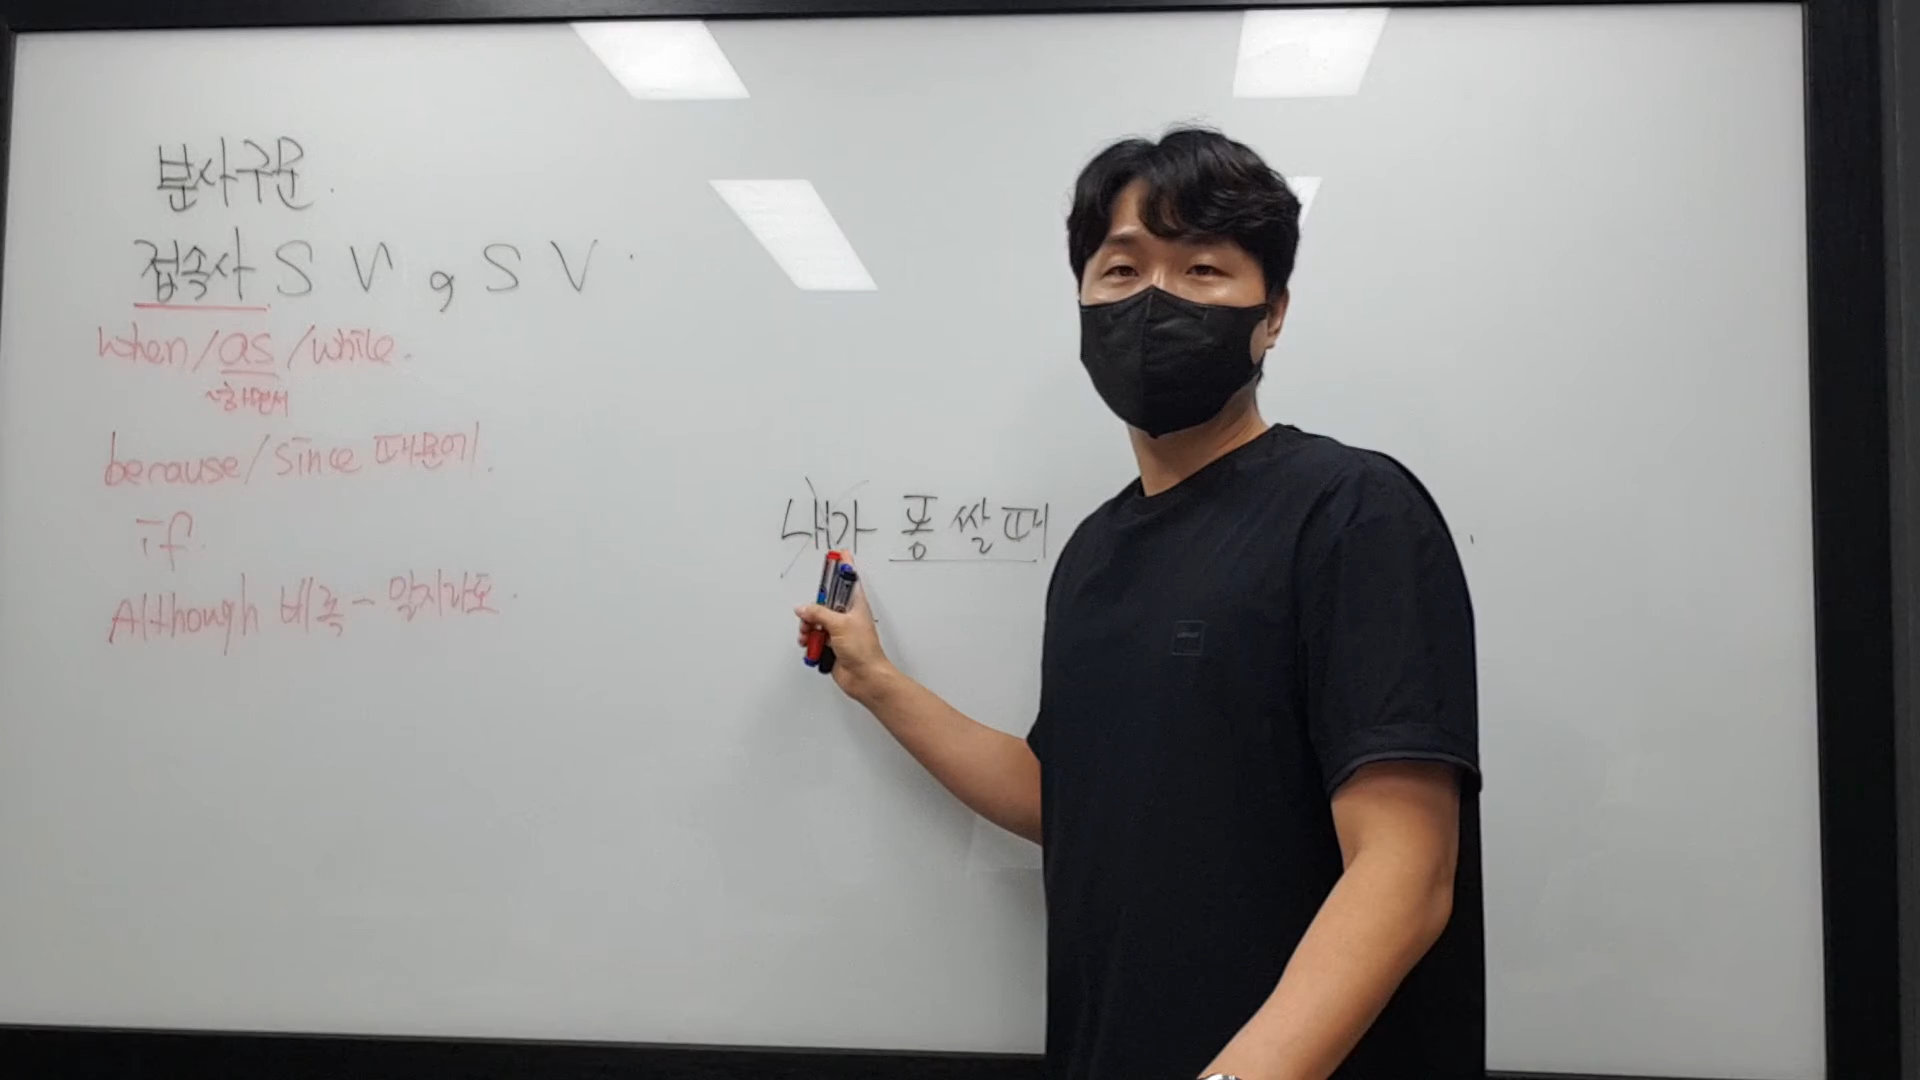 분사구문.
접속사 S V , S V.
when/as/while.
~하면서
because/since 때문에.
if.
Although 비록 - 일지라도.
내가 퐁 쌀 때